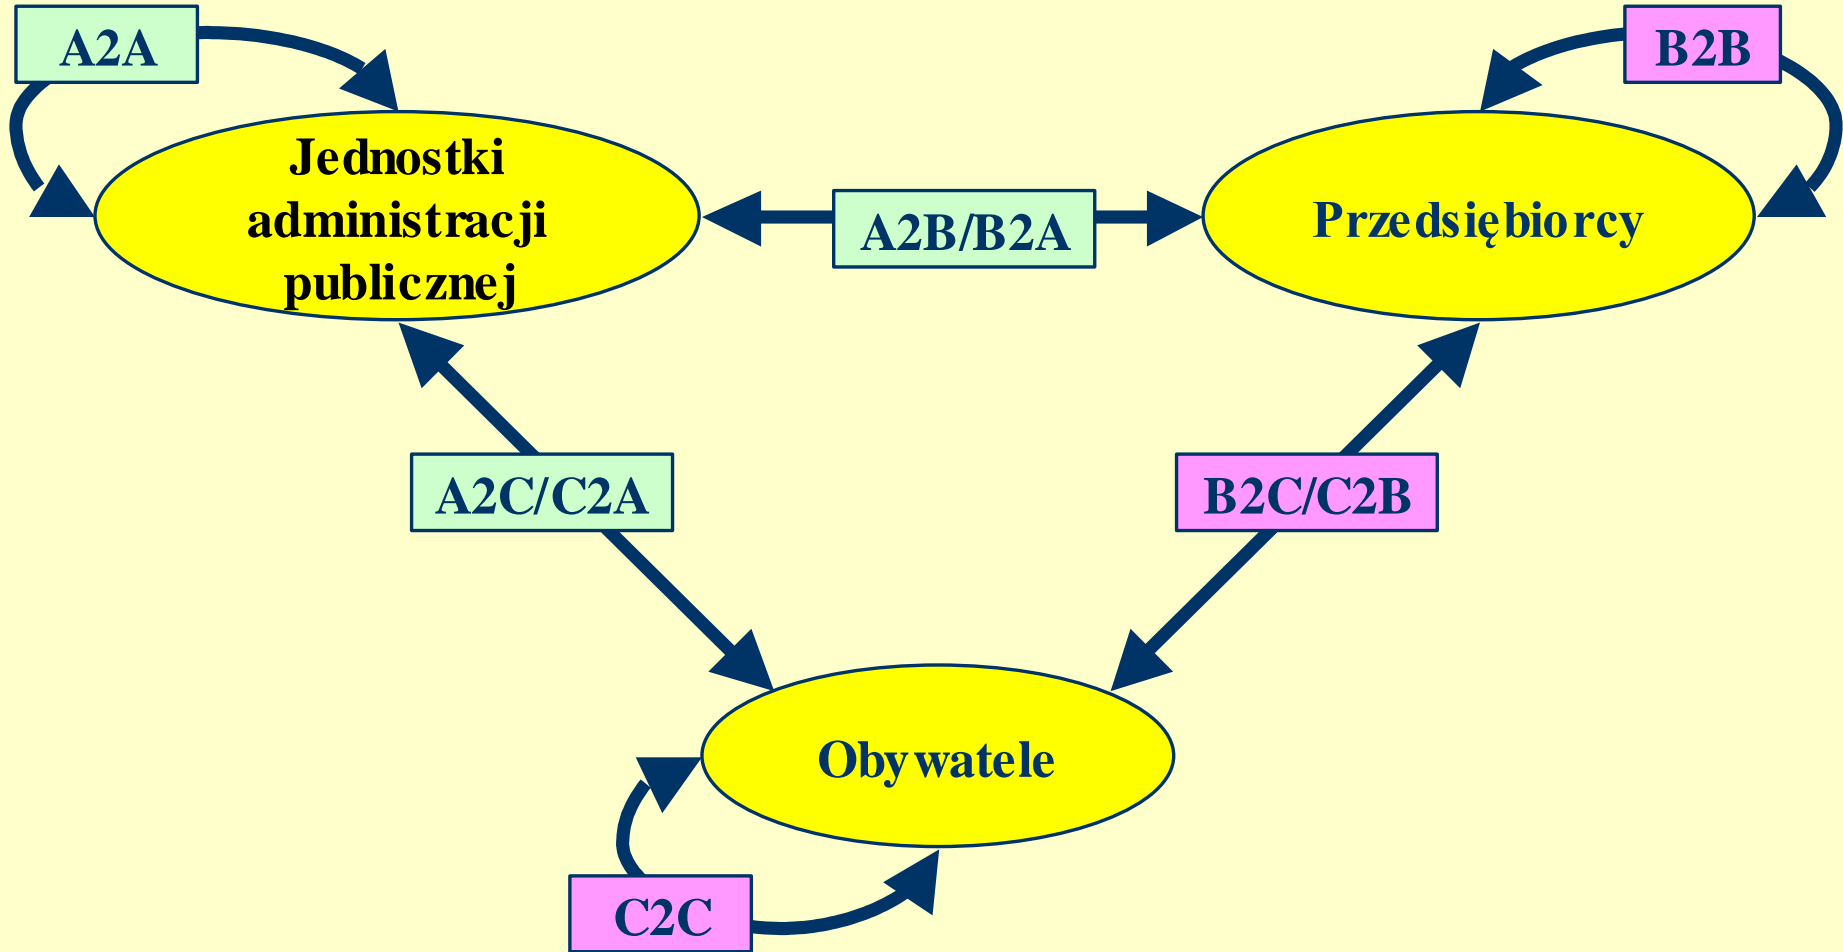 A2A
B2B
Jednostki
administracji
publicznej
A2B/B2A
Przedsiębiorcy
A2C/C2A
B2C/C2B
Obywatele
C2C